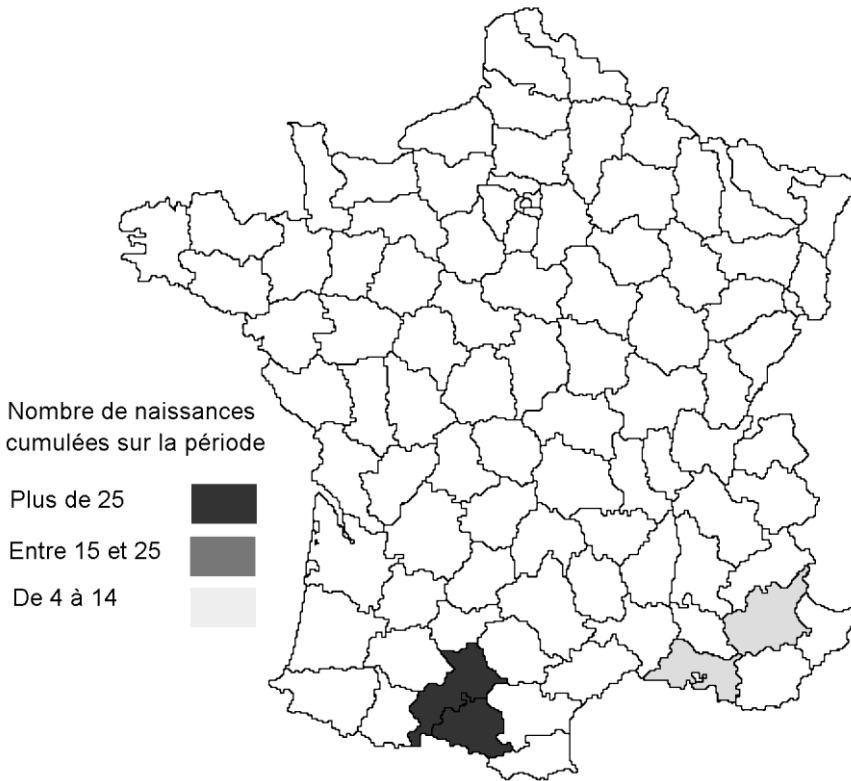 Nombre de naissances
cumulées sur la période
Plus de 25
Entre 15 et 25
De 4 à 14